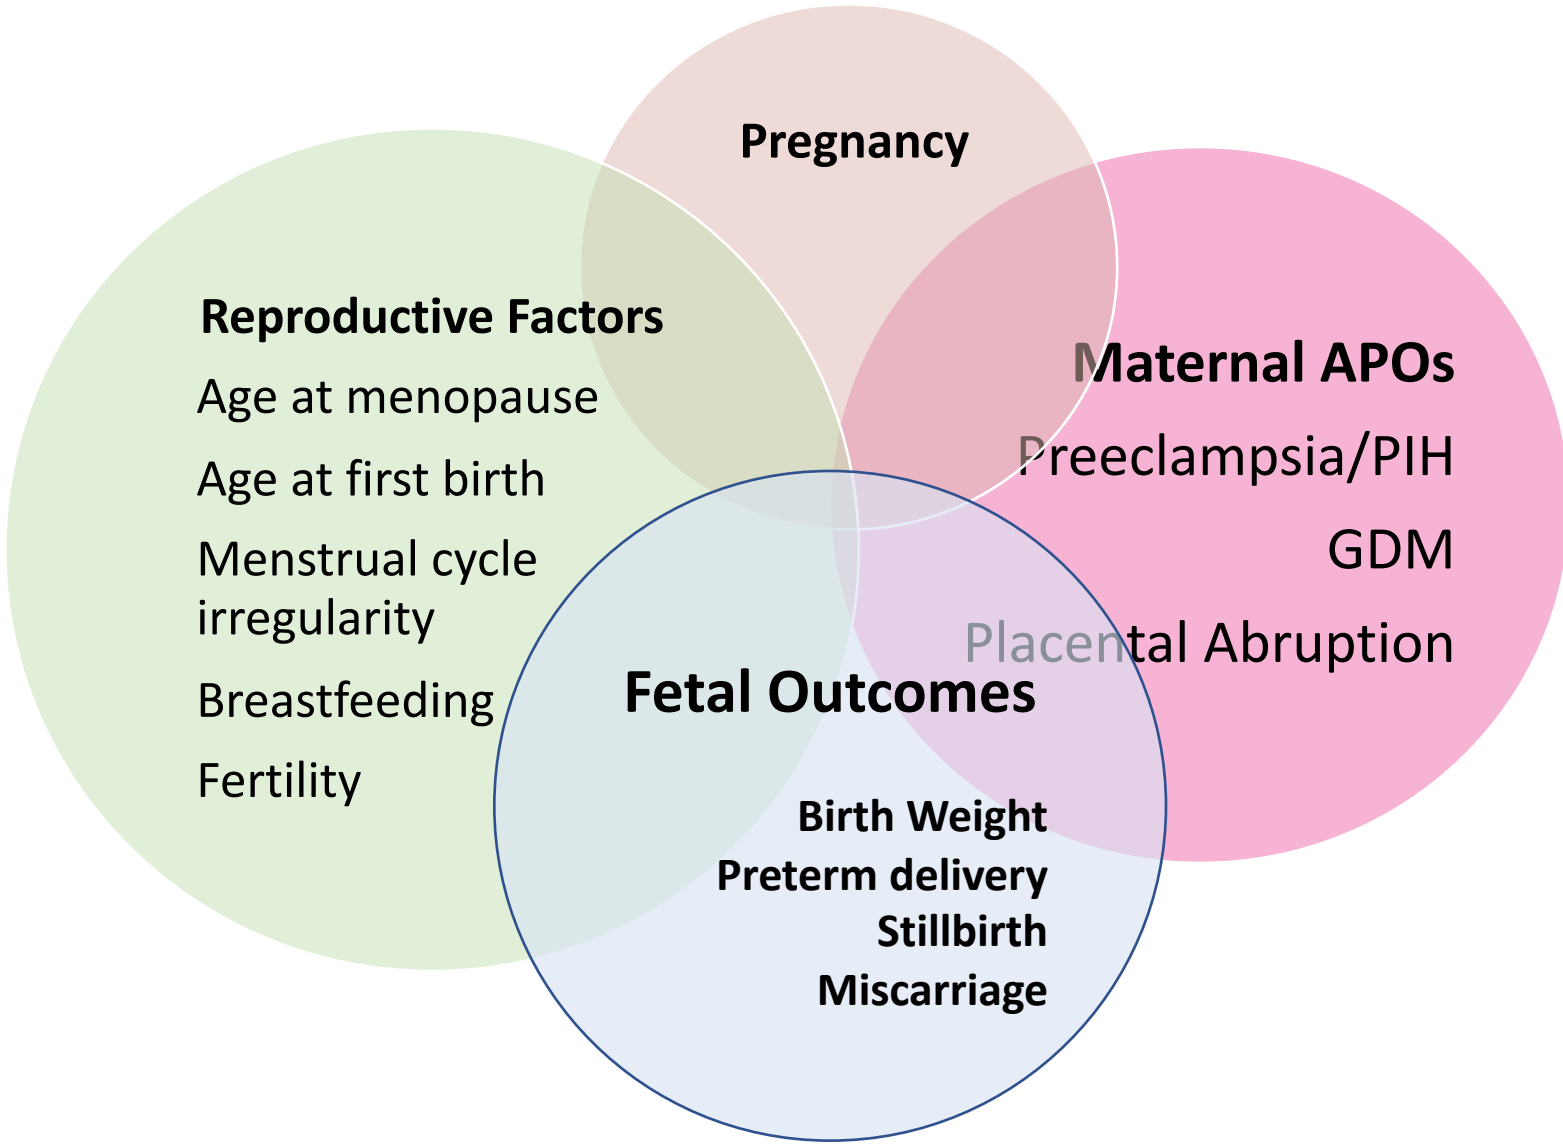 Pregnancy
Reproductive Factors
Age at menopause
Age at first birth
Menstrual cycle
irregularity
Breastfeeding
Fertility
Maternal APOs
Preeclampsia/PIH
GDM
Placental Abruption
Fetal Outcomes
Birth Weight
Preterm delivery
Stillbirth
Miscarriage